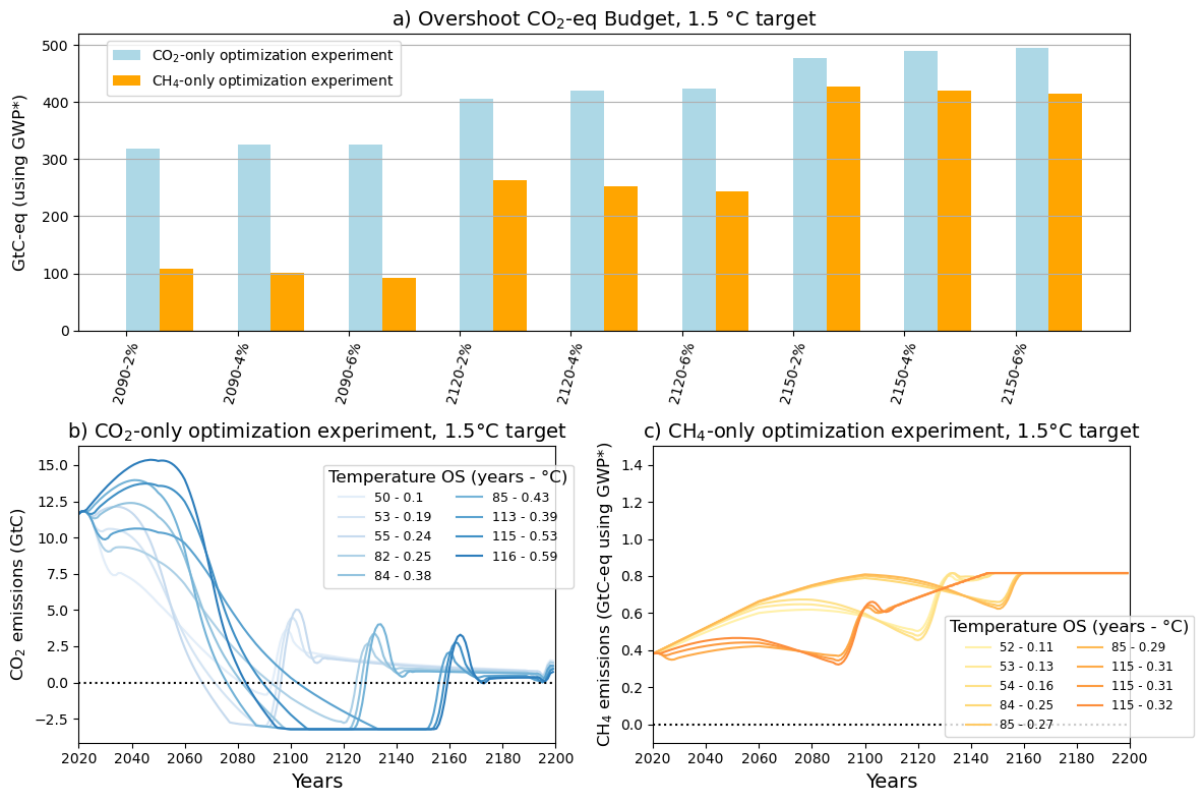 a) Overshoot CO₂-eq Budget, 1.5 °C target
GtC-eq (using GWP*)
500
400
300
200
100
0
CO₂-only optimization experiment
CH₄-only optimization experiment
2090-2%
2090-4%
2090-6%
2120-2%
2120-4%
2120-6%
2150-2%
2150-4%
2150-6%
b) CO₂-only optimization experiment, 1.5°C target
CO₂ emissions (GtC)
15.0
12.5
10.0
7.5
5.0
2.5
0.0
−2.5
Temperature OS (years - °C)
50 - 0.1
53 - 0.19
55 - 0.24
82 - 0.25
84 - 0.38
85 - 0.43
113 - 0.39
115 - 0.53
116 - 0.59
2020 2040 2060 2080 2100 2120 2140 2160 2180 2200
Years
c) CH₄-only optimization experiment, 1.5°C target
CH₄ emissions (GtC-eq using GWP*)
1.4
1.2
1.0
0.8
0.6
0.4
0.2
0.0
Temperature OS (years - °C)
52 - 0.11
53 - 0.13
54 - 0.16
84 - 0.25
85 - 0.27
85 - 0.29
115 - 0.31
115 - 0.31
115 - 0.32
2020 2040 2060 2080 2100 2120 2140 2160 2180 2200
Years